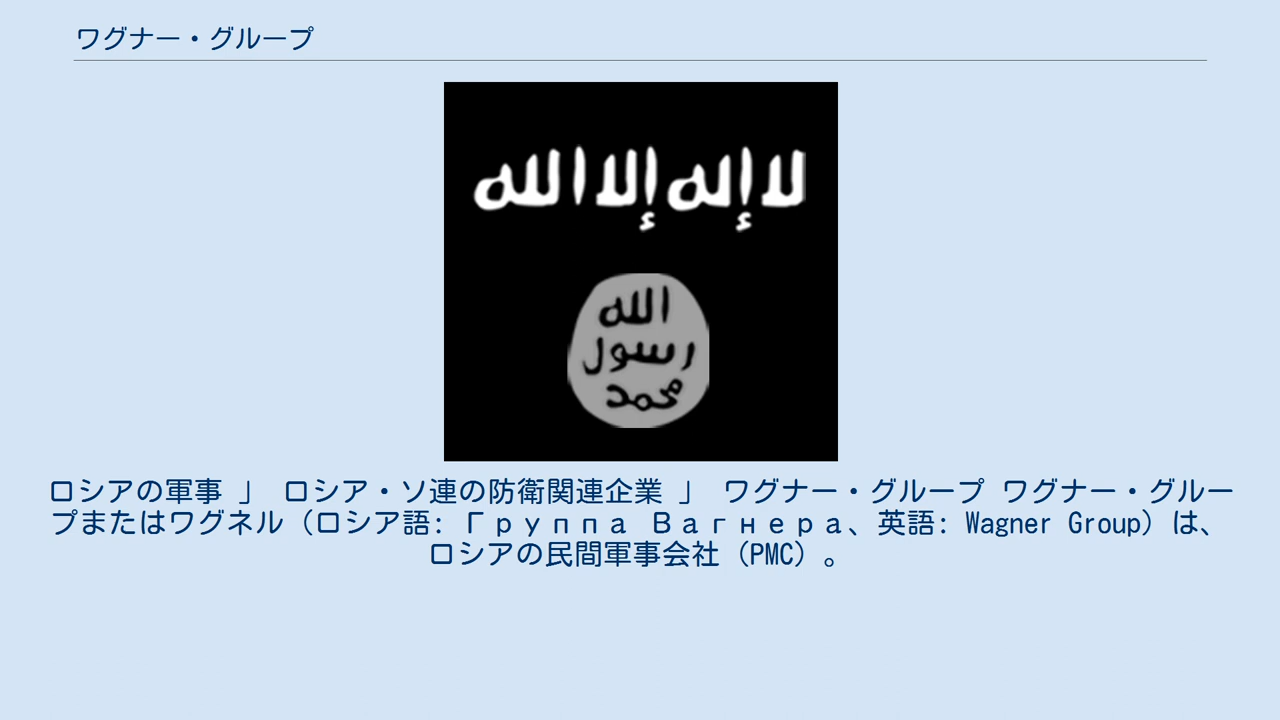 ワグナー・グループ
لا إله إلا الله
الله
رسول
محمد
ロシアの軍事 」 ロシア・ソ連の防衛関連企業 」 ワグナー・グループ ワグナー・グルー
プまたはワグネル（ロシア語: Группа Вагнера、英語: Wagner Group）は、
ロシアの民間軍事会社（PMC）。